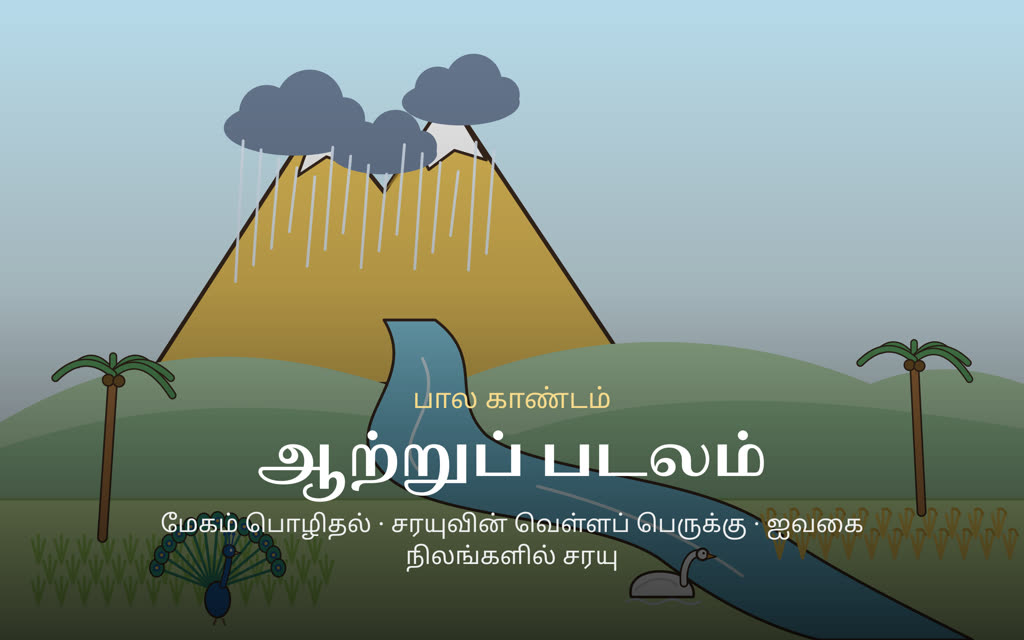 பால காண்டம்
ஆற்றுப் படலம்
மேகம் பொழிதல் · சரயுவின் வெள்ளப் பெருக்கு · ஐவகை
நிலங்களில் சரயு